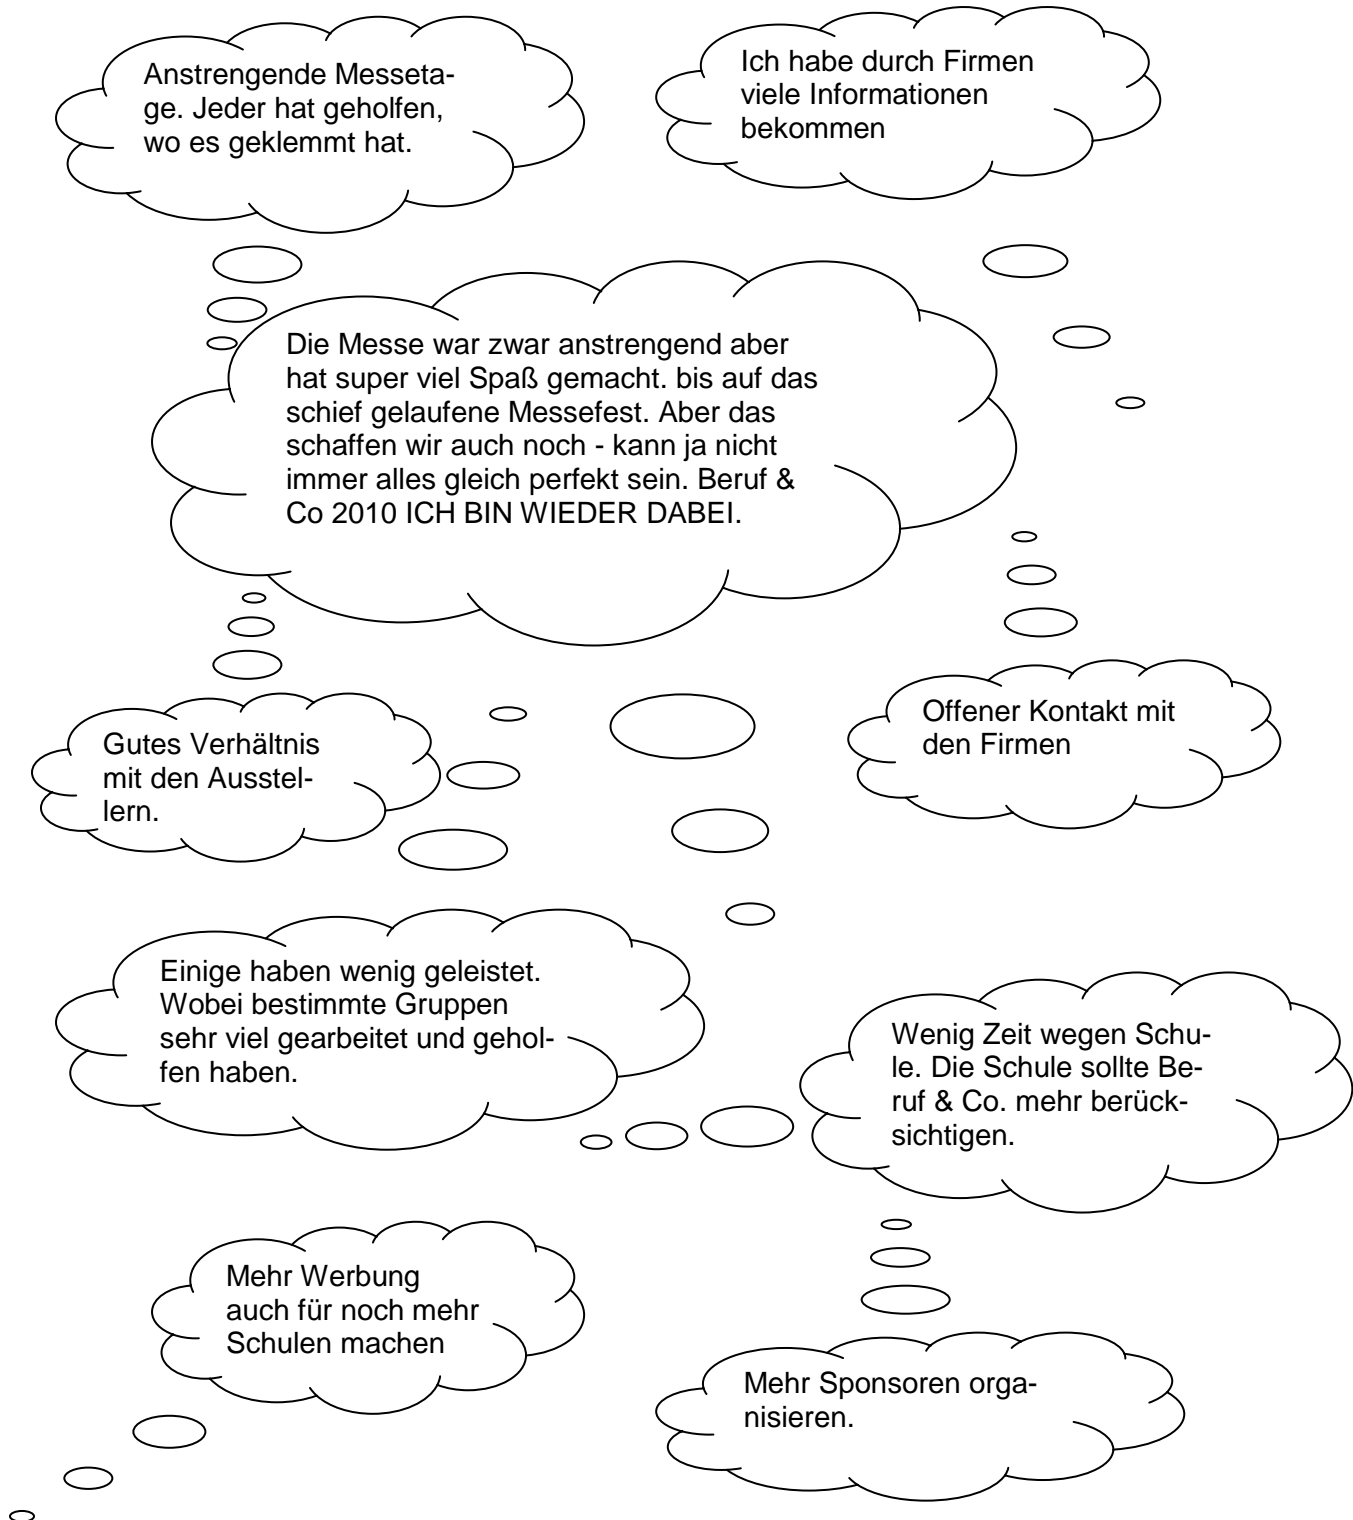 Anstrengende Messeta-
ge. Jeder hat geholfen,
wo es geklemmt hat.
Ich habe durch Firmen
viele Informationen
bekommen
Die Messe war zwar anstrengend aber
hat super viel Spaß gemacht. bis auf das
schief gelaufene Messefest. Aber das
schaffen wir auch noch - kann ja nicht
immer alles gleich perfekt sein. Beruf &
Co 2010 ICH BIN WIEDER DABEI.
Gutes Verhältnis
mit den Ausstel-
lern.
Offener Kontakt mit
den Firmen
Einige haben wenig geleistet.
Wobei bestimmte Gruppen
sehr viel gearbeitet und gehol-
fen haben.
Wenig Zeit wegen Schu-
le. Die Schule sollte Be-
ruf & Co. mehr berück-
sichtigen.
Mehr Werbung
auch für noch mehr
Schulen machen
Mehr Sponsoren orga-
nisieren.